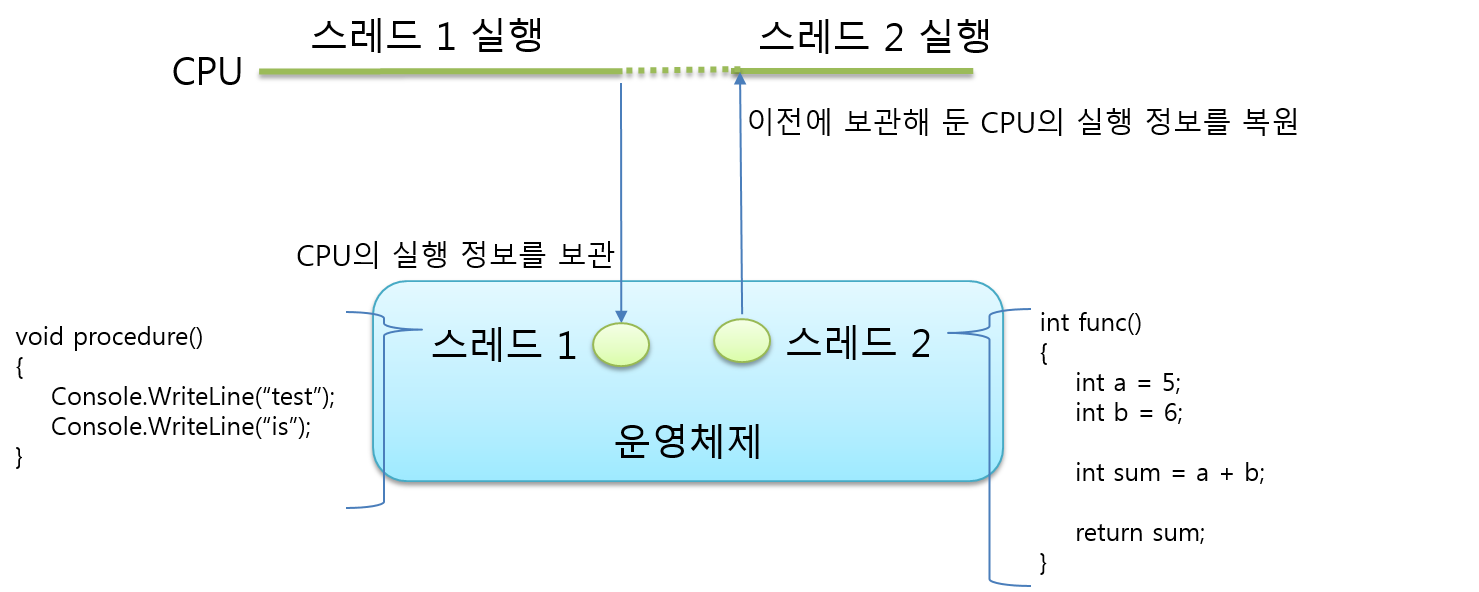 스레드 1 실행
스레드 2 실행
CPU
이전에 보관해 둔 CPU의 실행 정보를 복원
CPU의 실행 정보를 보관
void procedure()
{
Console.WriteLine(“test”);
Console.WriteLine(“is”);
}
스레드 1
스레드 2
운영체제
int func()
{
int a = 5;
int b = 6;
int sum = a + b;
return sum;
}